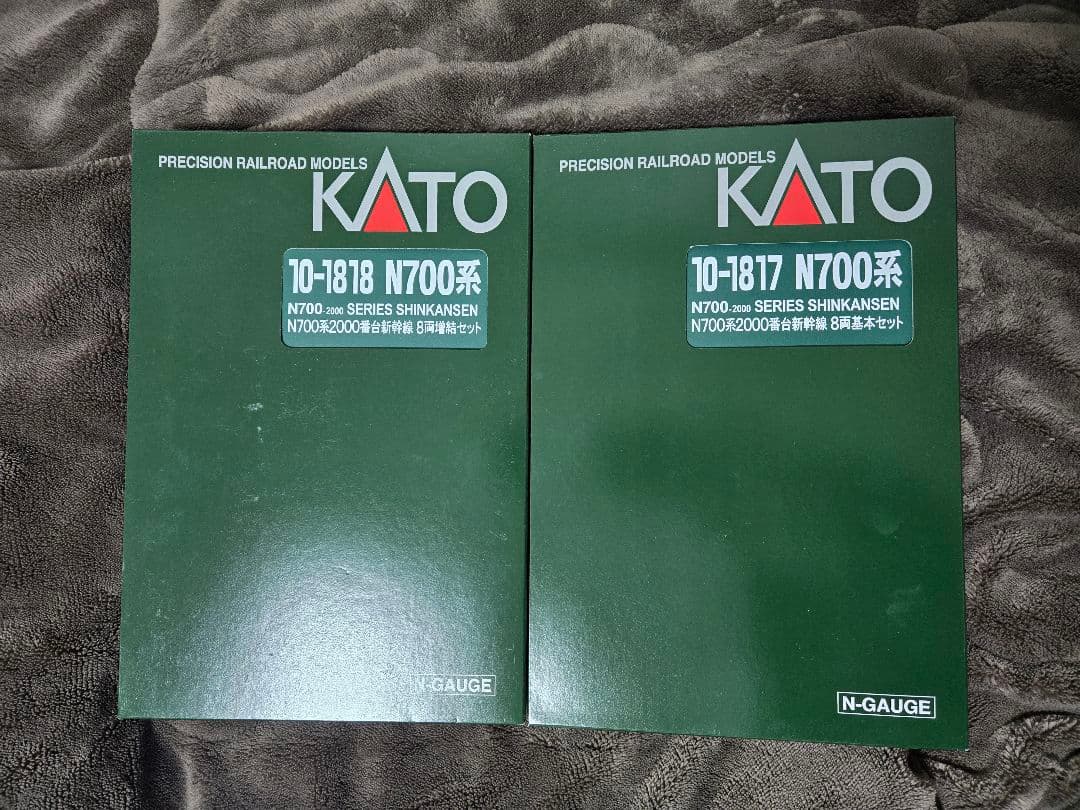 PRECISION RAILROAD MODELS
KATO
10-1818 N700系
N700-2000 SERIES SHINKANSEN
N700系2000番台新幹線 8両増結セット
N-GAUGE
PRECISION RAILROAD MODELS
KATO
10-1817 N700系
N700-2000 SERIES SHINKANSEN
N700系2000番台新幹線 8両基本セット
N-GAUGE